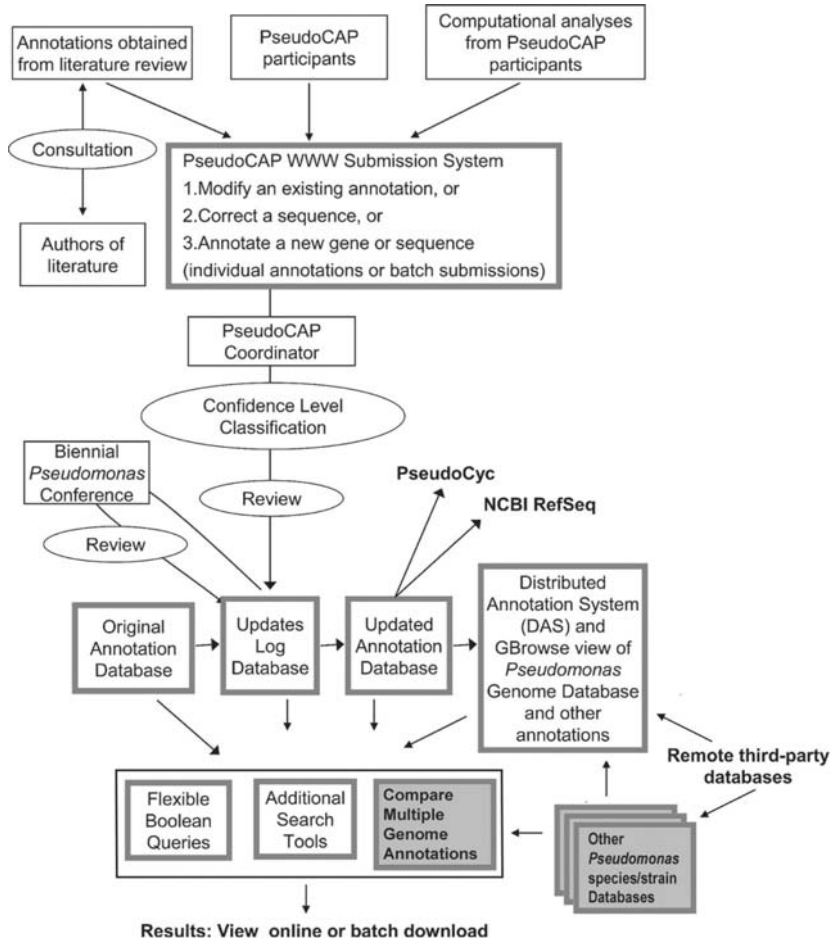 Annotations obtained
from literature review
PseudoCAP
participants
Computational analyses
from PseudoCAP
participants
Consultation
Authors of
literature
PseudoCAP WWW Submission System
1.Modify an existing annotation, or
2.Correct a sequence, or
3.Annotate a new gene or sequence
(individual annotations or batch submissions)
PseudoCAP
Coordinator
Confidence Level
Classification
Biennial
Pseudomonas
Conference
Review
Review
PseudoCyc
NCBI RefSeq
Original
Annotation
Database
Updates
Log
Database
Updated
Annotation
Database
Distributed
Annotation System
(DAS) and
GBrowse view of
Pseudomonas
Genome Database
and other
annotations
Remote third-party
databases
Flexible
Boolean
Queries
Additional
Search
Tools
Compare
Multiple
Genome
Annotations
Other
Pseudomonas
species/strain
Databases
Results: View online or batch download